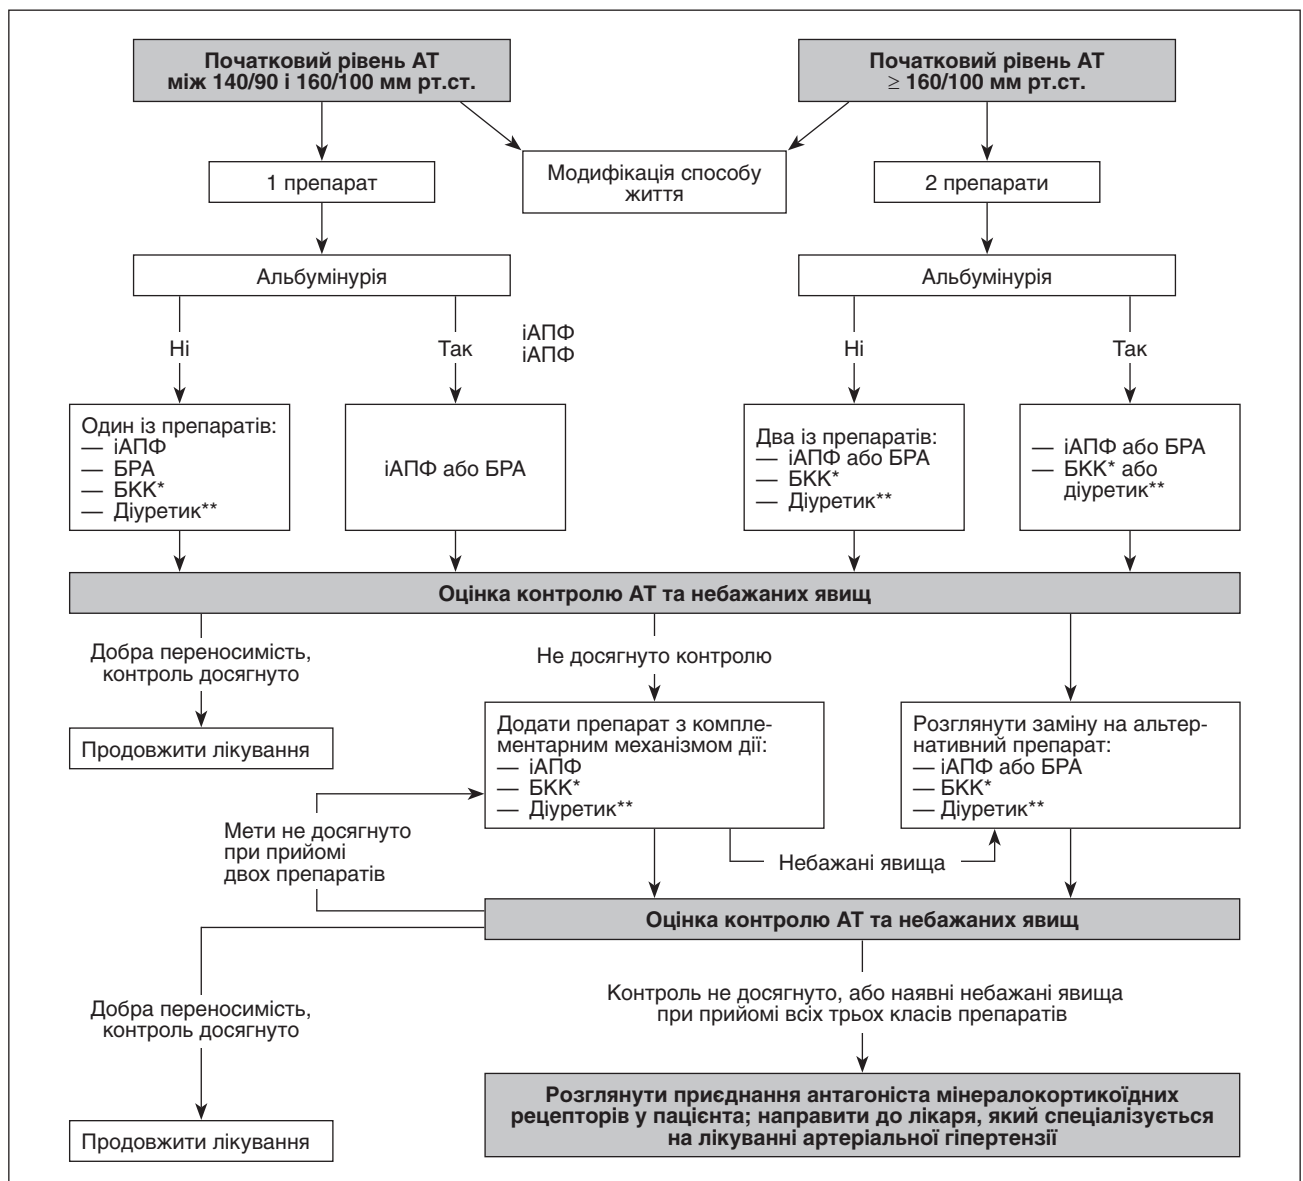 Початковий рівень АТ
між 140/90 і 160/100 мм рт.ст.
Початковий рівень АТ
≥ 160/100 мм рт.ст.
Модифікація способу
життя
1 препарат
2 препарати
Альбумінурія
Альбумінурія
Ні
Так
іАПФ
іАПФ
Ні
Так
Один із препаратів:
— іАПФ
— БРА
— БКК*
— Діуретик**
іАПФ або БРА
Два із препаратів:
— іАПФ або БРА
— БКК*
— Діуретик**
— іАПФ або БРА
— БКК* або
діуретик**
Оцінка контролю АТ та небажаних явищ
Добра переносимість,
контроль досягнуто
Не досягнуто контролю
Продовжити лікування
Додати препарат з компле-
ментарним механізмом дії:
— іАПФ
— БКК*
— Діуретик**
Розглянути заміну на альтер-
нативний препарат:
— іАПФ або БРА
— БКК*
— Діуретик**
Мети не досягнуто
при прийомі
двох препаратів
Небажані явища
Оцінка контролю АТ та небажаних явищ
Добра переносимість,
контроль досягнуто
Контроль не досягнуто, або наявні небажані явища
при прийомі всіх трьох класів препаратів
Продовжити лікування
Розглянути приєднання антагоніста мінералокортикоїдних
рецепторів у пацієнта; направити до лікаря, який спеціалізується
на лікуванні артеріальної гіпертензії